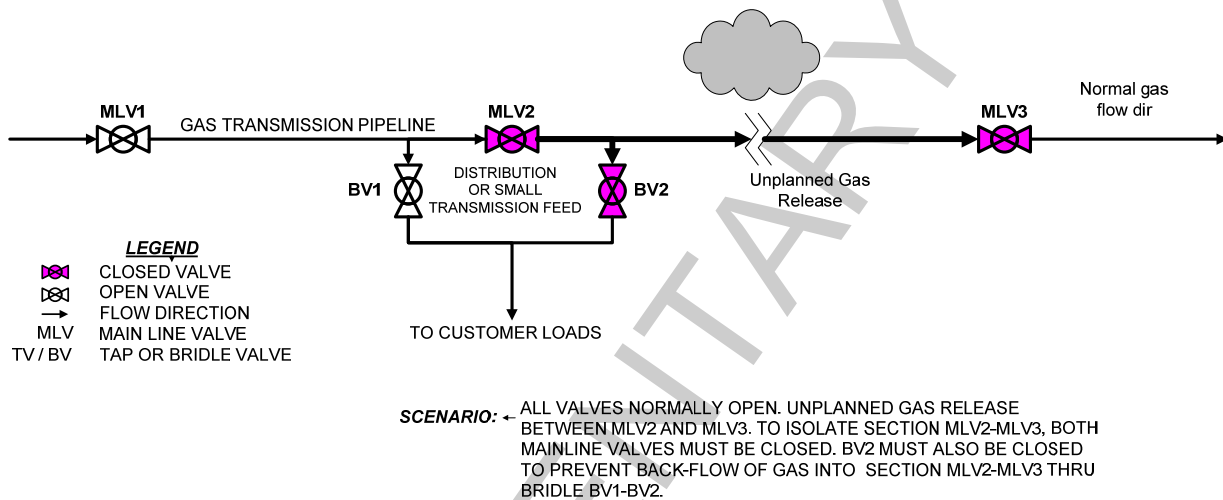 MLV1
GAS TRANSMISSION PIPELINE
MLV2
MLV3
Normal gas
flow dir
BV1
DISTRIBUTION
OR SMALL
TRANSMISSION FEED
BV2
Unplanned Gas
Release
LEGEND
CLOSED VALVE
OPEN VALVE
FLOW DIRECTION
MLV MAIN LINE VALVE
TV / BV TAP OR BRIDLE VALVE
TO CUSTOMER LOADS
SCENARIO: ALL VALVES NORMALLY OPEN. UNPLANNED GAS RELEASE
BETWEEN MLV2 AND MLV3. TO ISOLATE SECTION MLV2-MLV3, BOTH
MAINLINE VALVES MUST BE CLOSED. BV2 MUST ALSO BE CLOSED
TO PREVENT BACK-FLOW OF GAS INTO SECTION MLV2-MLV3 THRU
BRIDLE BV1-BV2.